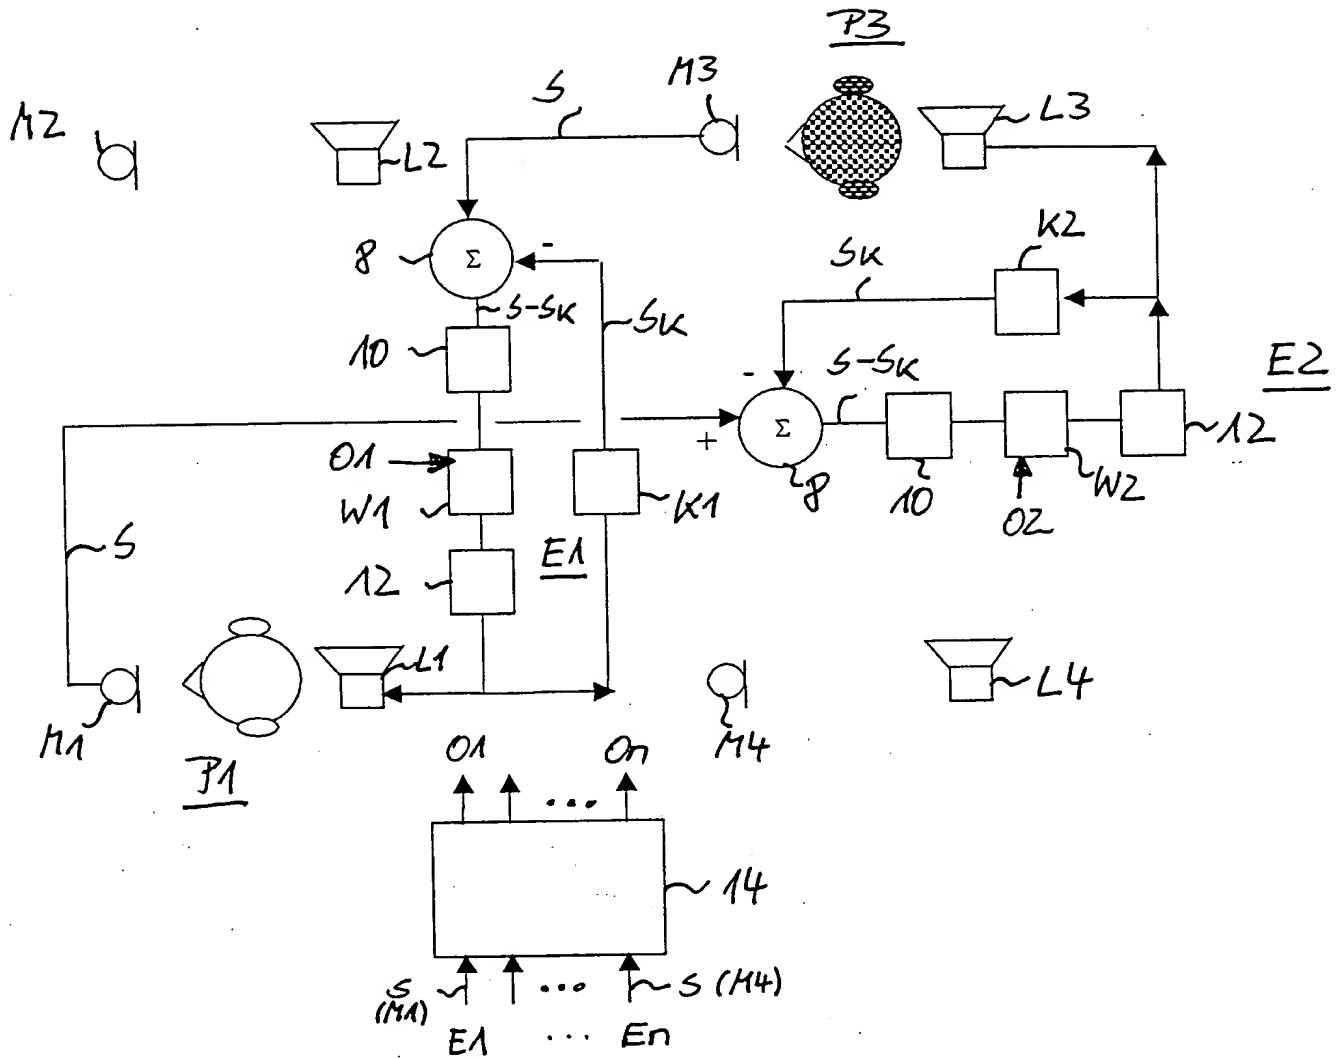 P3
M3
S
M2
L2
L3
K2
8
Σ
-
SK
S-SK
SK
10
-
S-SK
E2
+
Σ
12
O1
8
10
W2
W1
K1
O2
S
E1
12
L1
L4
M1
M4
P1
O1 On
...
14
S (M1) ... S (M4)
E1 ... En